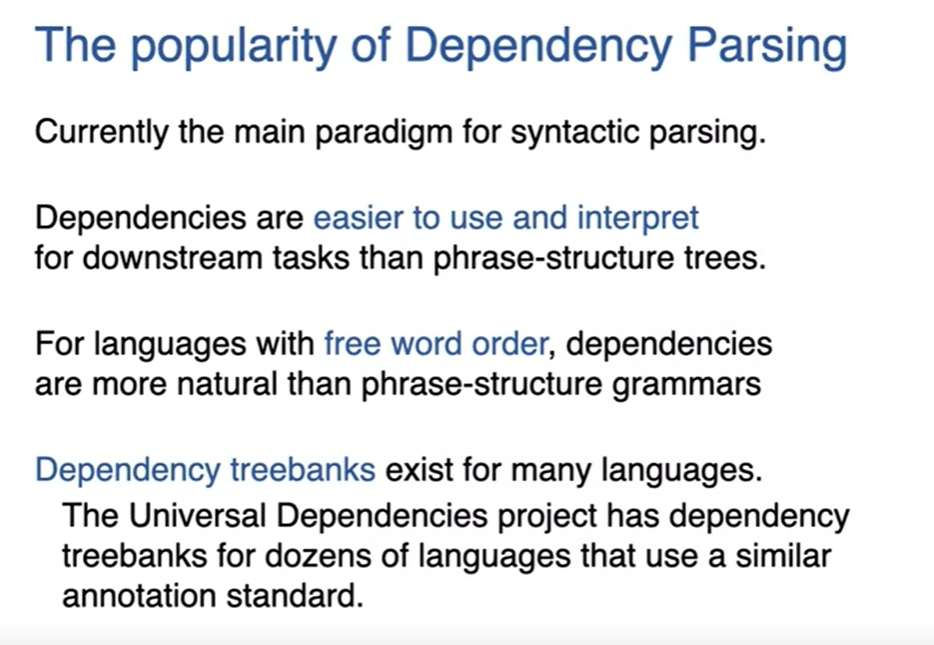 The popularity of Dependency Parsing
Currently the main paradigm for syntactic parsing.
Dependencies are easier to use and interpret
for downstream tasks than phrase-structure trees.
For languages with free word order, dependencies
are more natural than phrase-structure grammars
Dependency treebanks exist for many languages.
The Universal Dependencies project has dependency
treebanks for dozens of languages that use a similar
annotation standard.